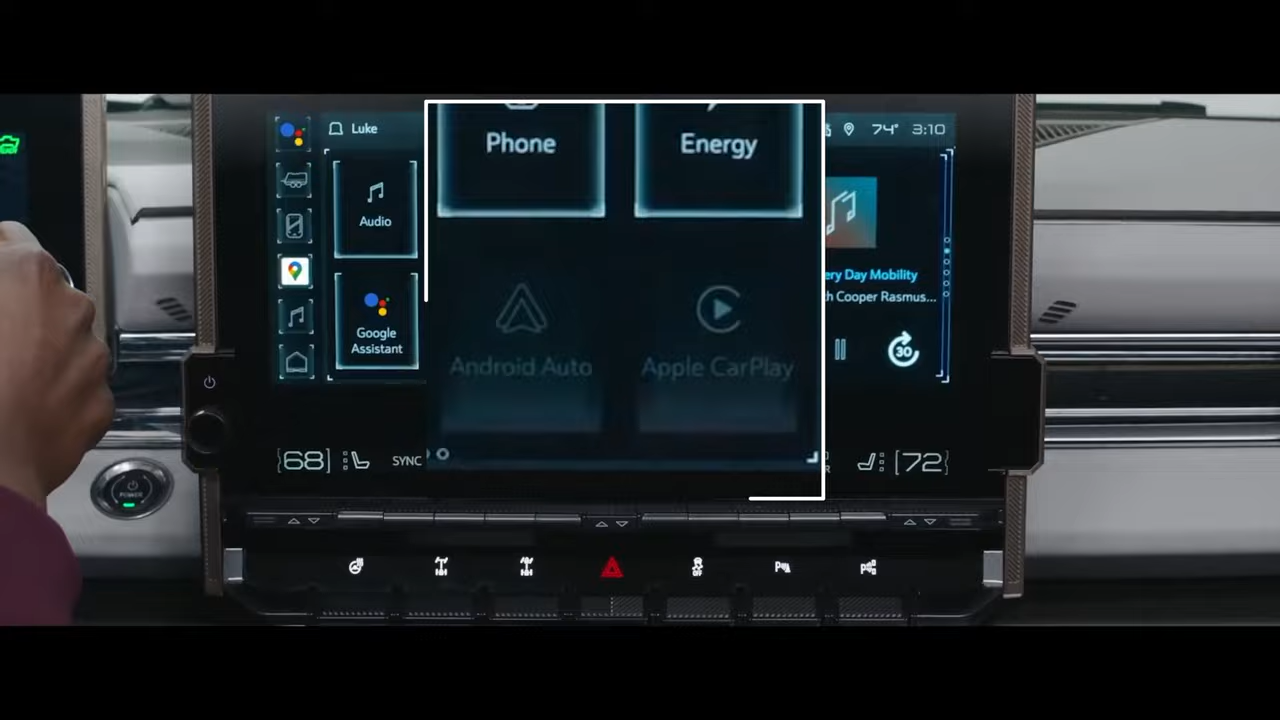 Luke
74° 3:10
Phone
Energy
Audio
Google
Assistant
Android Auto
Apple CarPlay
ery Day Mobility
h Cooper Rasmus...
30
68
SYNC
72
POWER
OFF